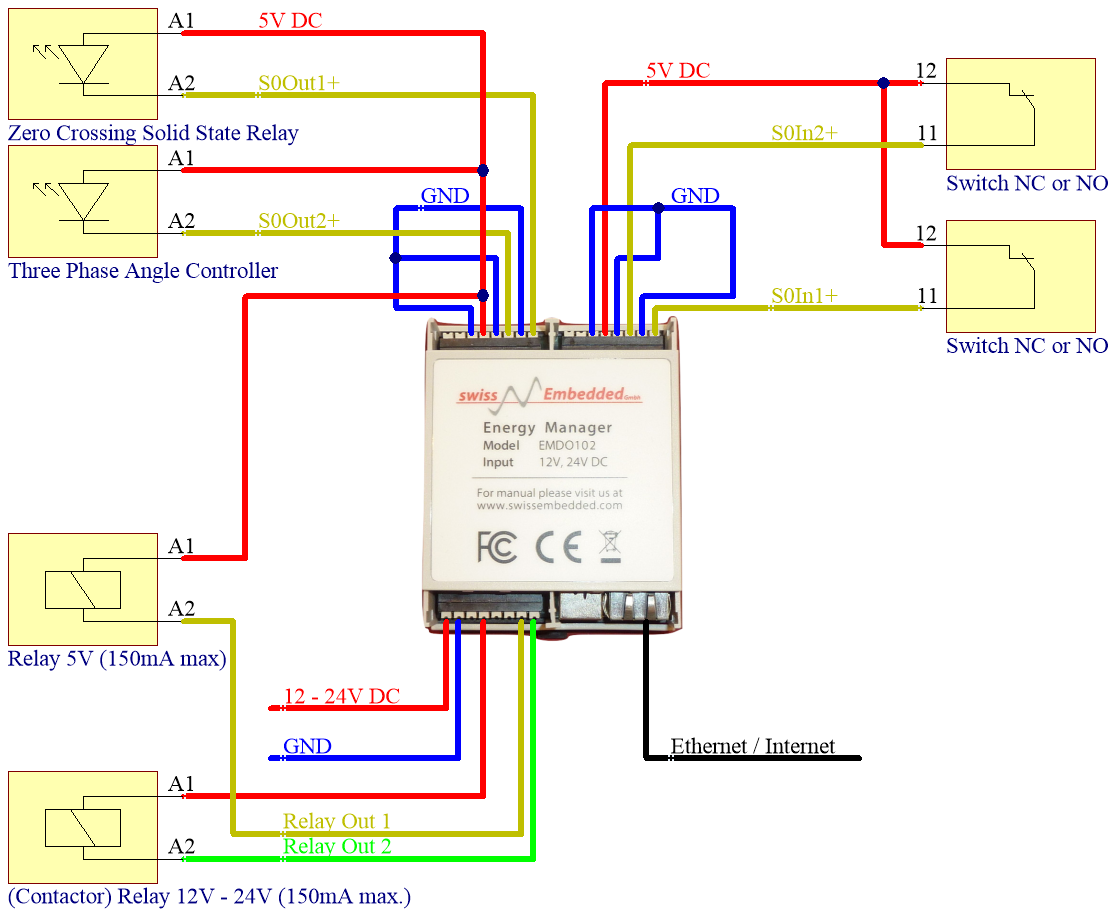 A1
5V DC
A2
S0Out1+
Zero Crossing Solid State Relay
A1
A2
S0Out2+
Three Phase Angle Controller
GND
5V DC
12
S0In2+
11
Switch NC or NO
GND
12
S0In1+
11
Switch NC or NO
swiss Embedded GmbH
Energy Manager
Model EMDO102
Input 12V, 24V DC
For manual please visit us at
www.swissembedded.com
FC CE
A1
A2
Relay 5V (150mA max)
12 - 24V DC
GND
Ethernet / Internet
A1
Relay Out 1
A2
Relay Out 2
(Contactor) Relay 12V - 24V (150mA max.)